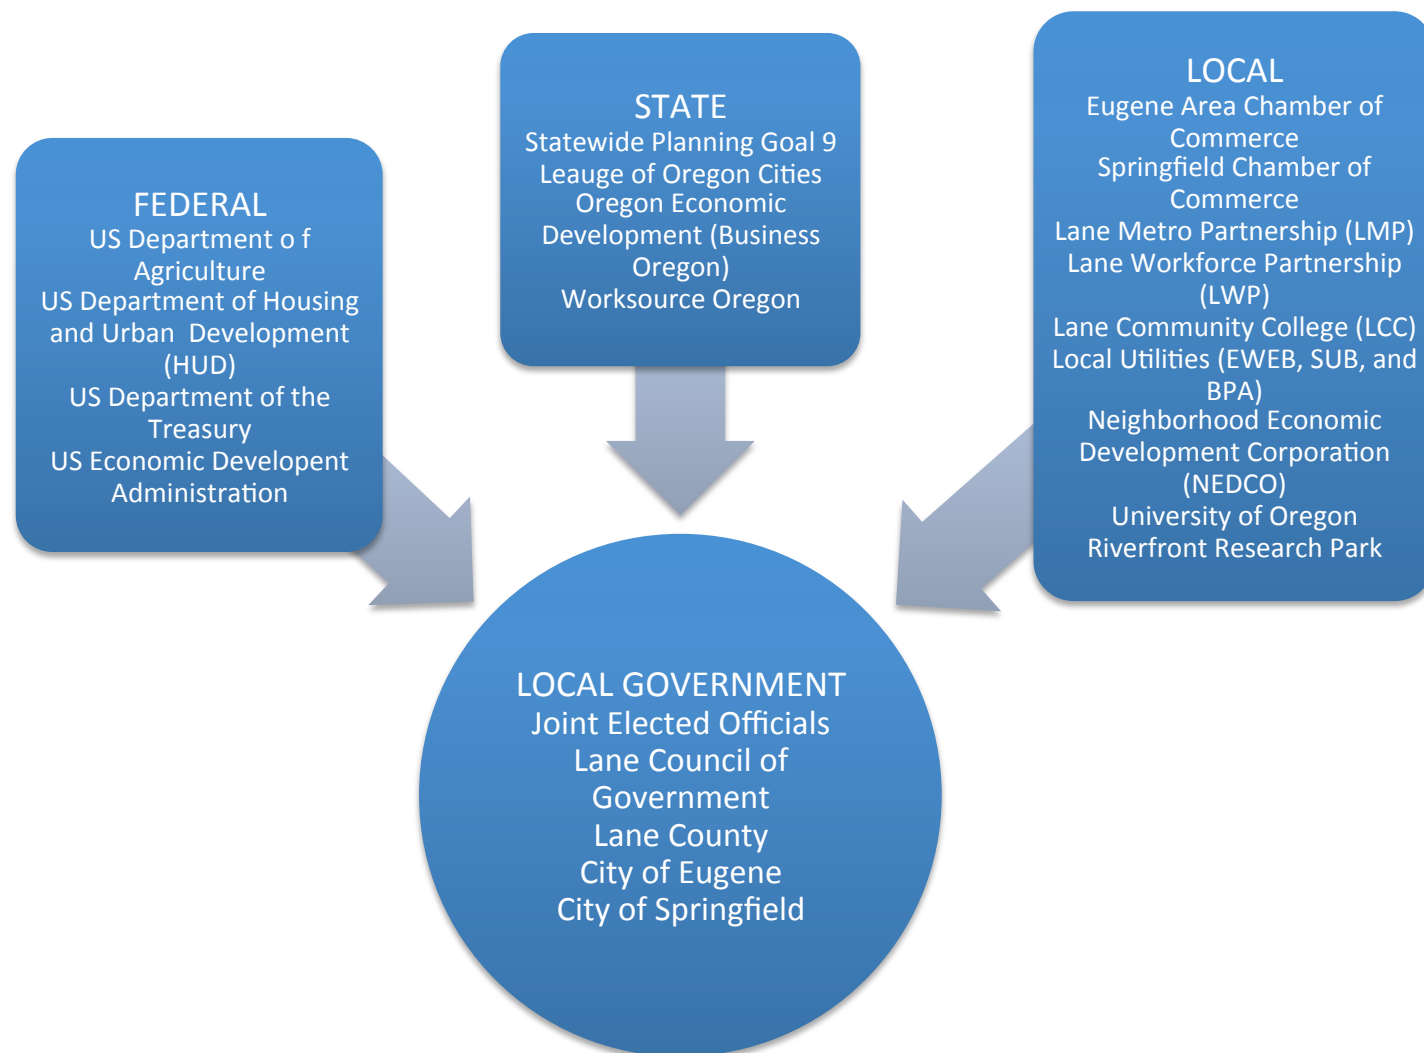 FEDERAL
US Department o f
Agriculture
US Department of Housing
and Urban Development
(HUD)
US Department of the
Treasury
US Economic Developent
Administration
STATE
Statewide Planning Goal 9
Leauge of Oregon Cities
Oregon Economic
Development (Business
Oregon)
Worksource Oregon
LOCAL
Eugene Area Chamber of
Commerce
Springfield Chamber of
Commerce
Lane Metro Partnership (LMP)
Lane Workforce Partnership
(LWP)
Lane Community College (LCC)
Local Utilities (EWEB, SUB, and
BPA)
Neighborhood Economic
Development Corporation
(NEDCO)
University of Oregon
Riverfront Research Park
LOCAL GOVERNMENT
Joint Elected Officials
Lane Council of
Government
Lane County
City of Eugene
City of Springfield